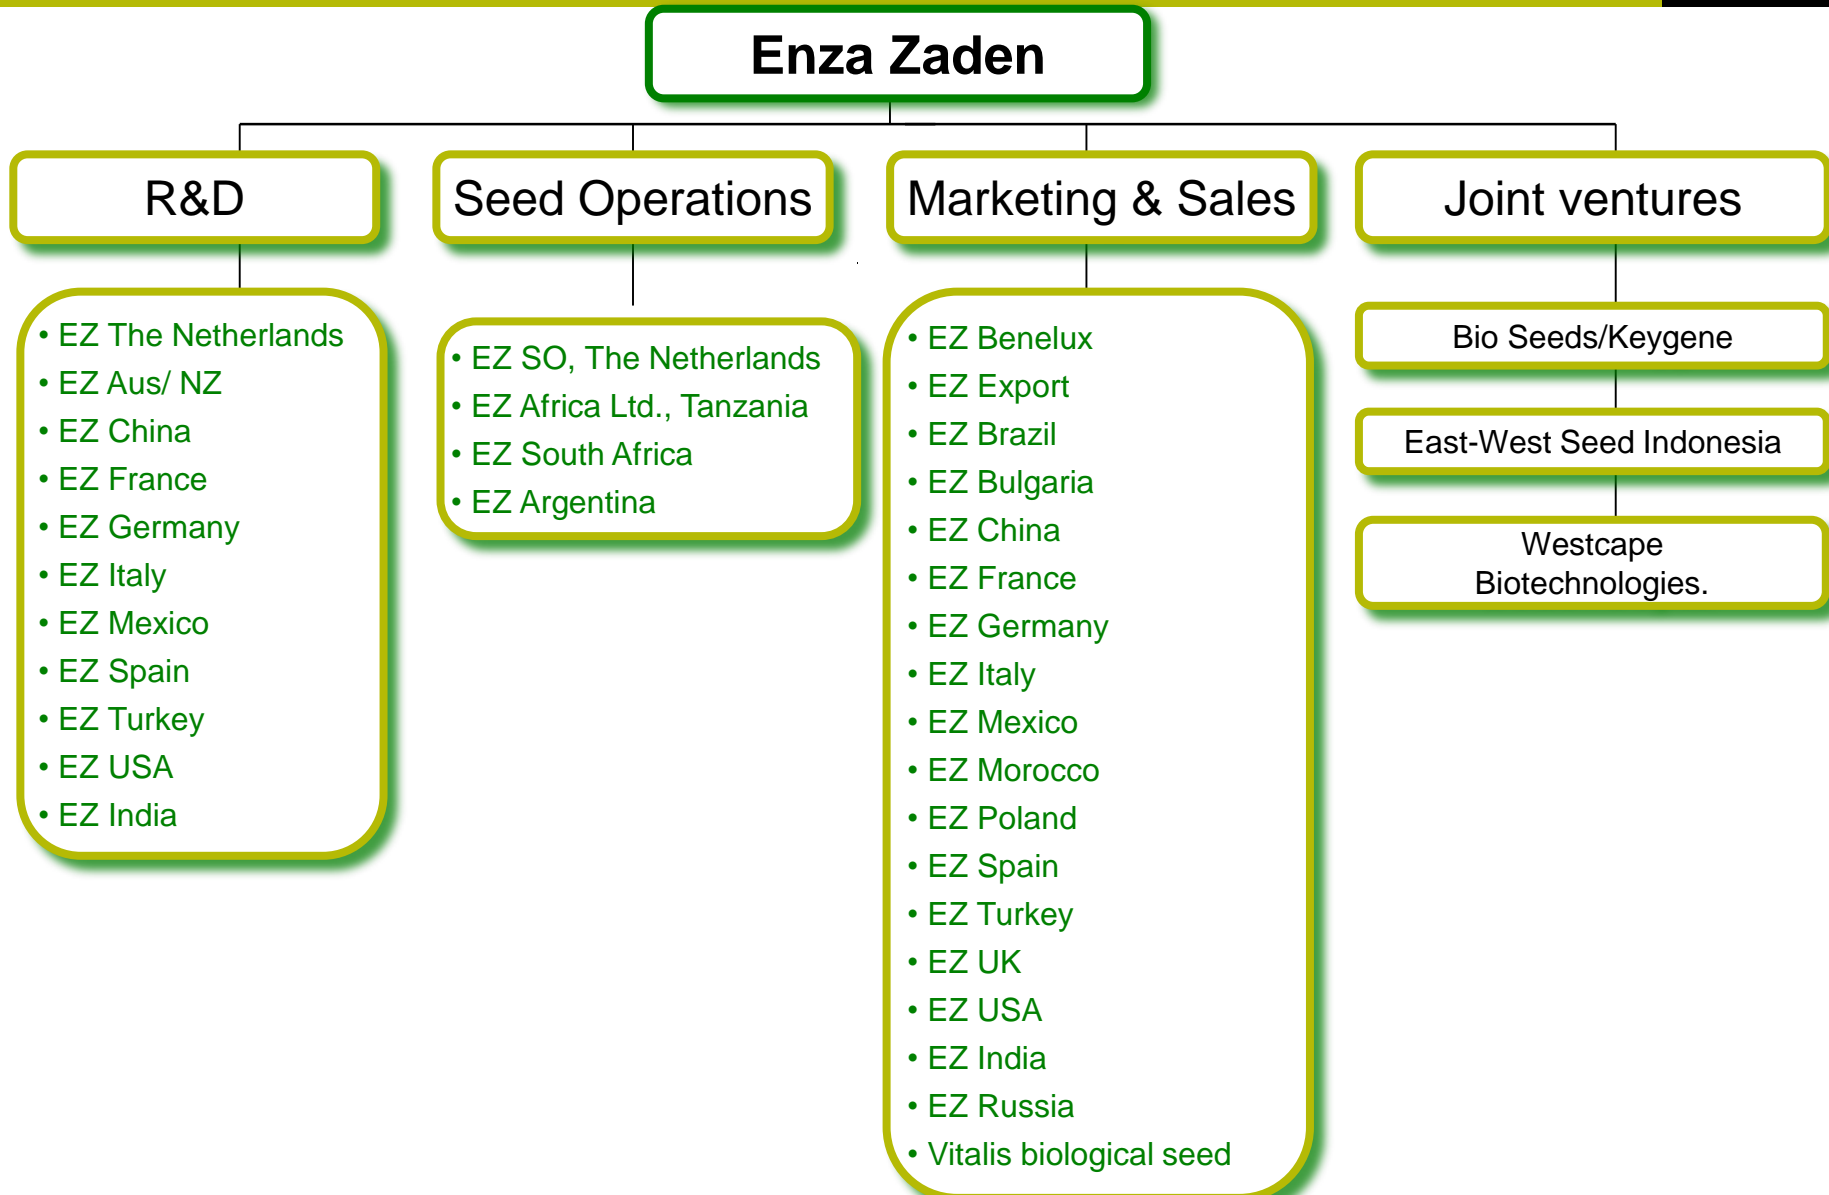 Enza Zaden
R&D
Seed Operations
Marketing & Sales
Joint ventures
• EZ The Netherlands
• EZ Aus/ NZ
• EZ China
• EZ France
• EZ Germany
• EZ Italy
• EZ Mexico
• EZ Spain
• EZ Turkey
• EZ USA
• EZ India
• EZ SO, The Netherlands
• EZ Africa Ltd., Tanzania
• EZ South Africa
• EZ Argentina
• EZ Benelux
• EZ Export
• EZ Brazil
• EZ Bulgaria
• EZ China
• EZ France
• EZ Germany
• EZ Italy
• EZ Mexico
• EZ Morocco
• EZ Poland
• EZ Spain
• EZ Turkey
• EZ UK
• EZ USA
• EZ India
• EZ Russia
• Vitalis biological seed
Bio Seeds/Keygene
East-West Seed Indonesia
Westcape
Biotechnologies.